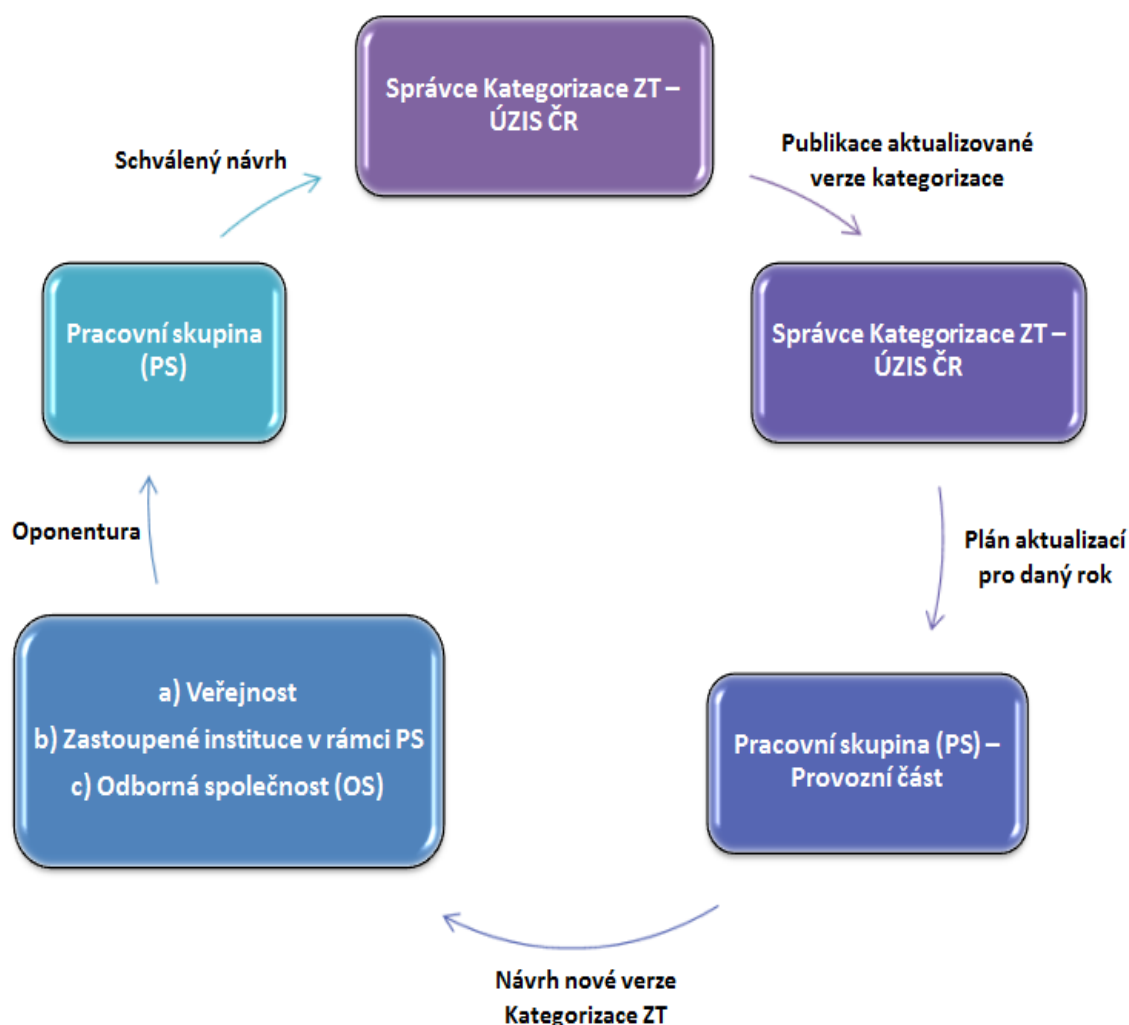 Správce Kategorizace ZT –
ÚZIS ČR
Schválený návrh
Publikace aktualizované
verze kategorizace
Pracovní skupina
(PS)
Správce Kategorizace ZT –
ÚZIS ČR
Oponentura
Plán aktualizací
pro daný rok
a) Veřejnost
b) Zastoupené instituce v rámci PS
c) Odborná společnost (OS)
Pracovní skupina (PS) –
Provozní část
Návrh nové verze
Kategorizace ZT